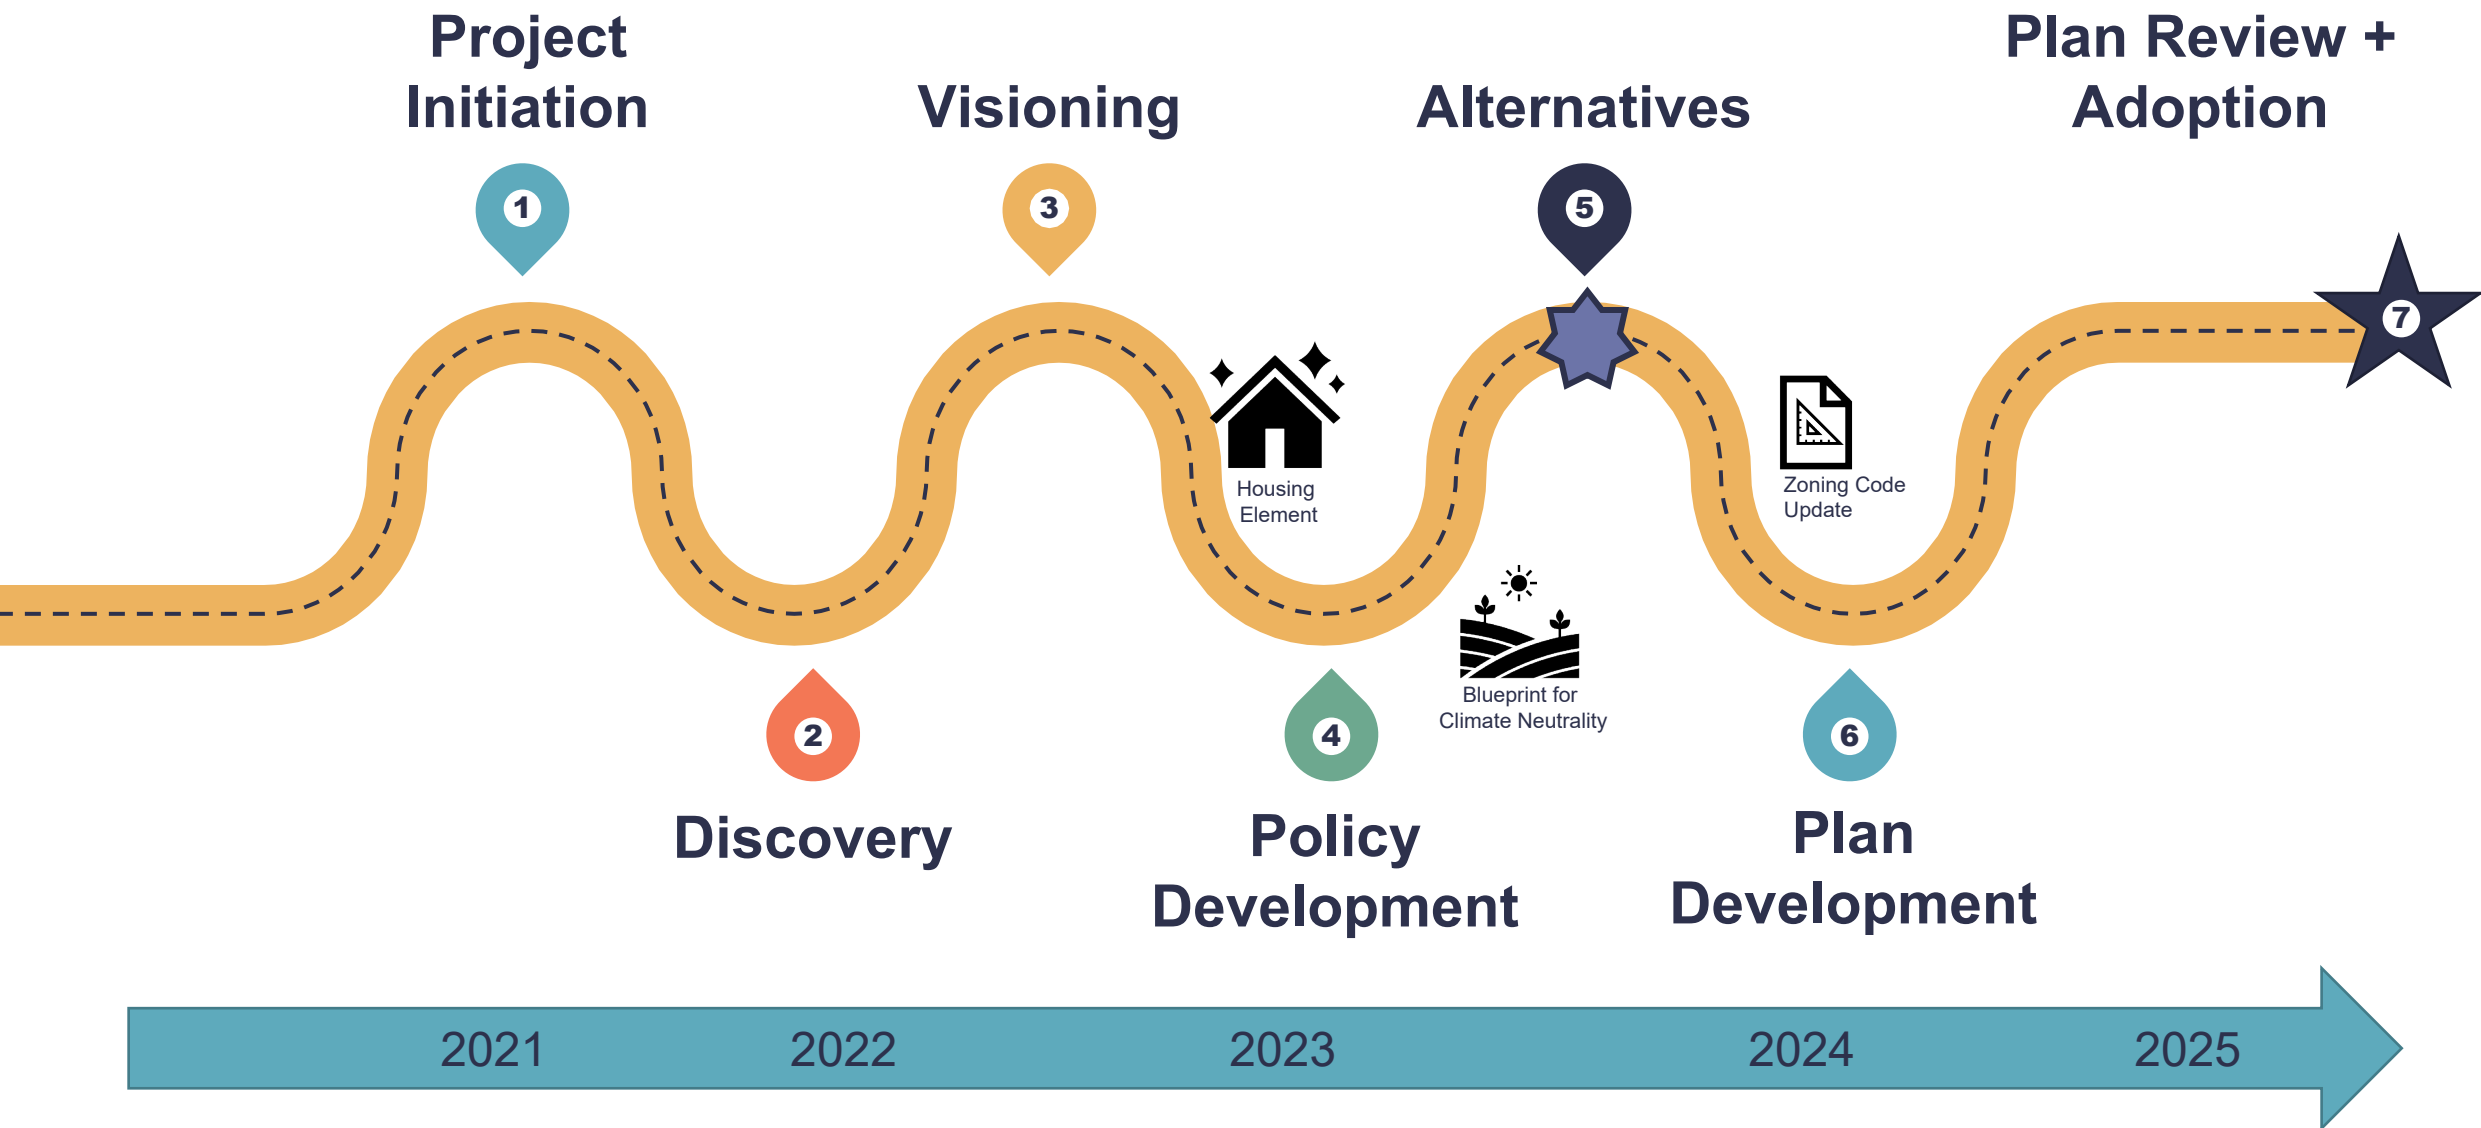 Project
Initiation
1
Discovery
2
Visioning
3
Housing
Element
Policy
Development
4
Blueprint for
Climate Neutrality
Alternatives
5
Zoning Code
Update
Plan
Development
6
Plan Review +
Adoption
7
2021
2022
2023
2024
2025